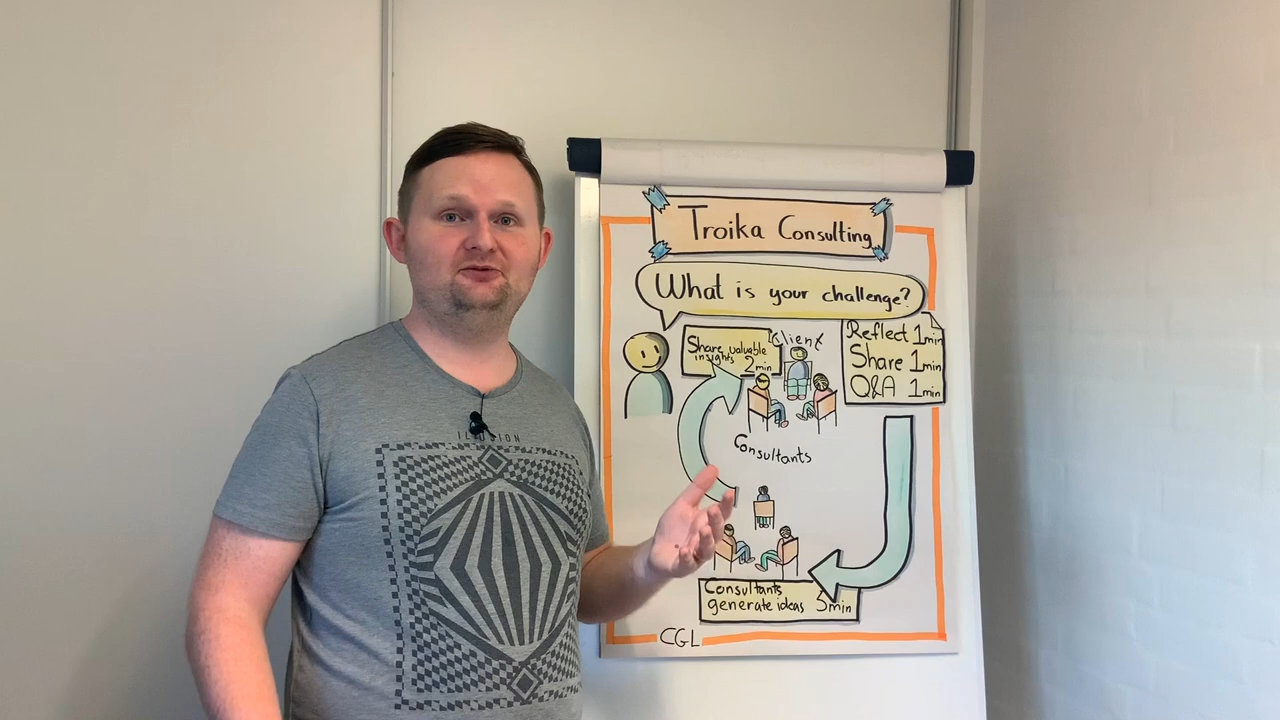 Troika Consulting
What is your challenge?
Share valuable
insights 2min
Client
Reflect 1min
Share 1min
Q&A 1min
Consultants
Consultants
generate ideas 5min
CGL
ILLUSION